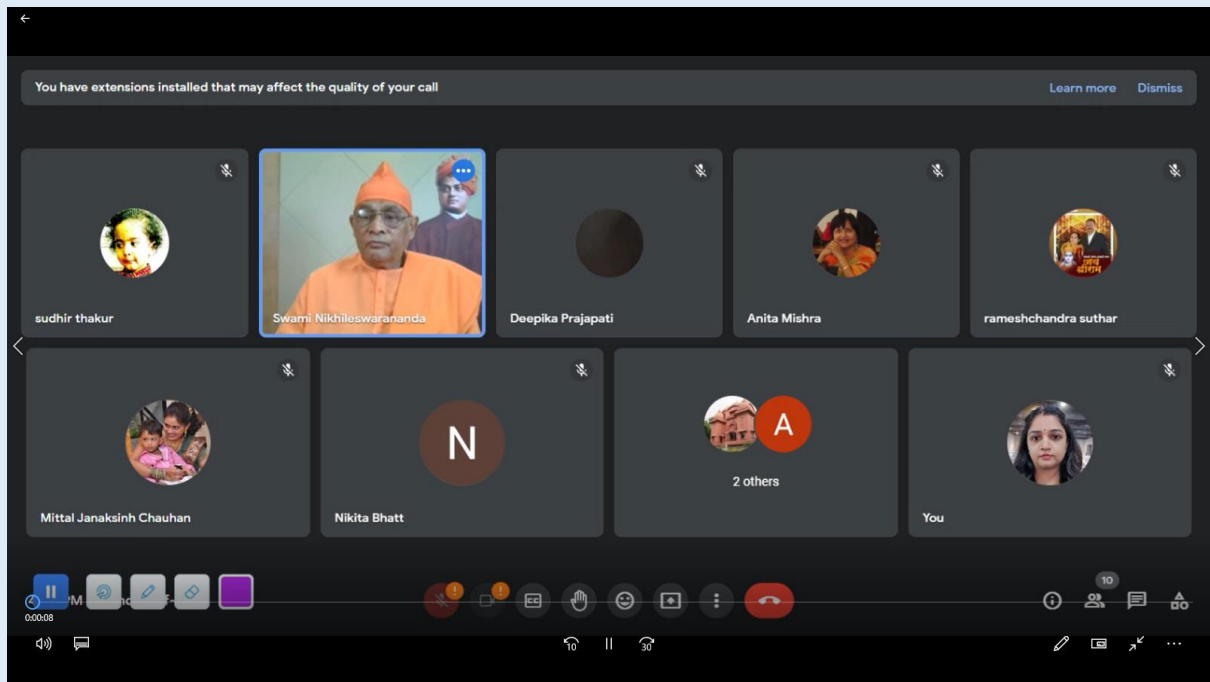 You have extensions installed that may affect the quality of your call
Learn more Dismiss
sudhir thakur
Swami Nikhileswarananda
Deepika Prajapati
Anita Mishra
rameshchandra suthar
जय
श्रीराम
Mittal Janaksinh Chauhan
N
Nikita Bhatt
A
2 others
You
10
CC
0:00:08
10
30